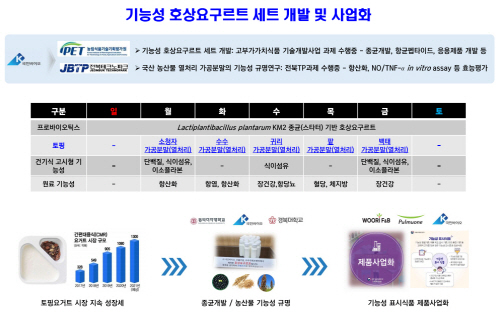 기능성 호상요구르트 세트 개발 및 사업화
대한바이오
iPET 농림식품기술기획평가원
JBTP 전북테크노파크
> 기능성 호상요구르트 세트 개발: 고부가가치식품 기술개발사업 과제 수행중 – 종균개발, 항균펩타이드, 응용제품 개발 등
> 국산 농산물 열처리 가공분말의 기능성 규명연구: 전북TP과제 수행중 – 항산화, NO/TNF-α in vitro assay 등 효능평가
구분 일 월 화 수 목 금 토
프로바이오틱스 Lactiplantibacillus plantarum KM2 종균(스타터) 기반 호상요구르트
토핑 - 소청자 가공분말(열처리) 수수 가공분말(열처리) 귀리 가공분말(열처리) 팥 가공분말(열처리) 백태 가공분말(열처리) -
건기식 고시형 기능성 - 단백질, 식이섬유, 이소플라본 - 식이섬유 - 단백질, 식이섬유, 이소플라본 -
원료 기능성 - 항산화 항염, 항산화 장건강,항당뇨 혈당, 체지방 장건강 -
간편대용식(CMR)
요거트 시장 규모
경북대학교
WOORI F&B
Pulmuone
제품사업화
토핑요거트 시장 지속 성장세
종균개발 / 농산물 기능성 규명
기능성 표시식품 제품사업화